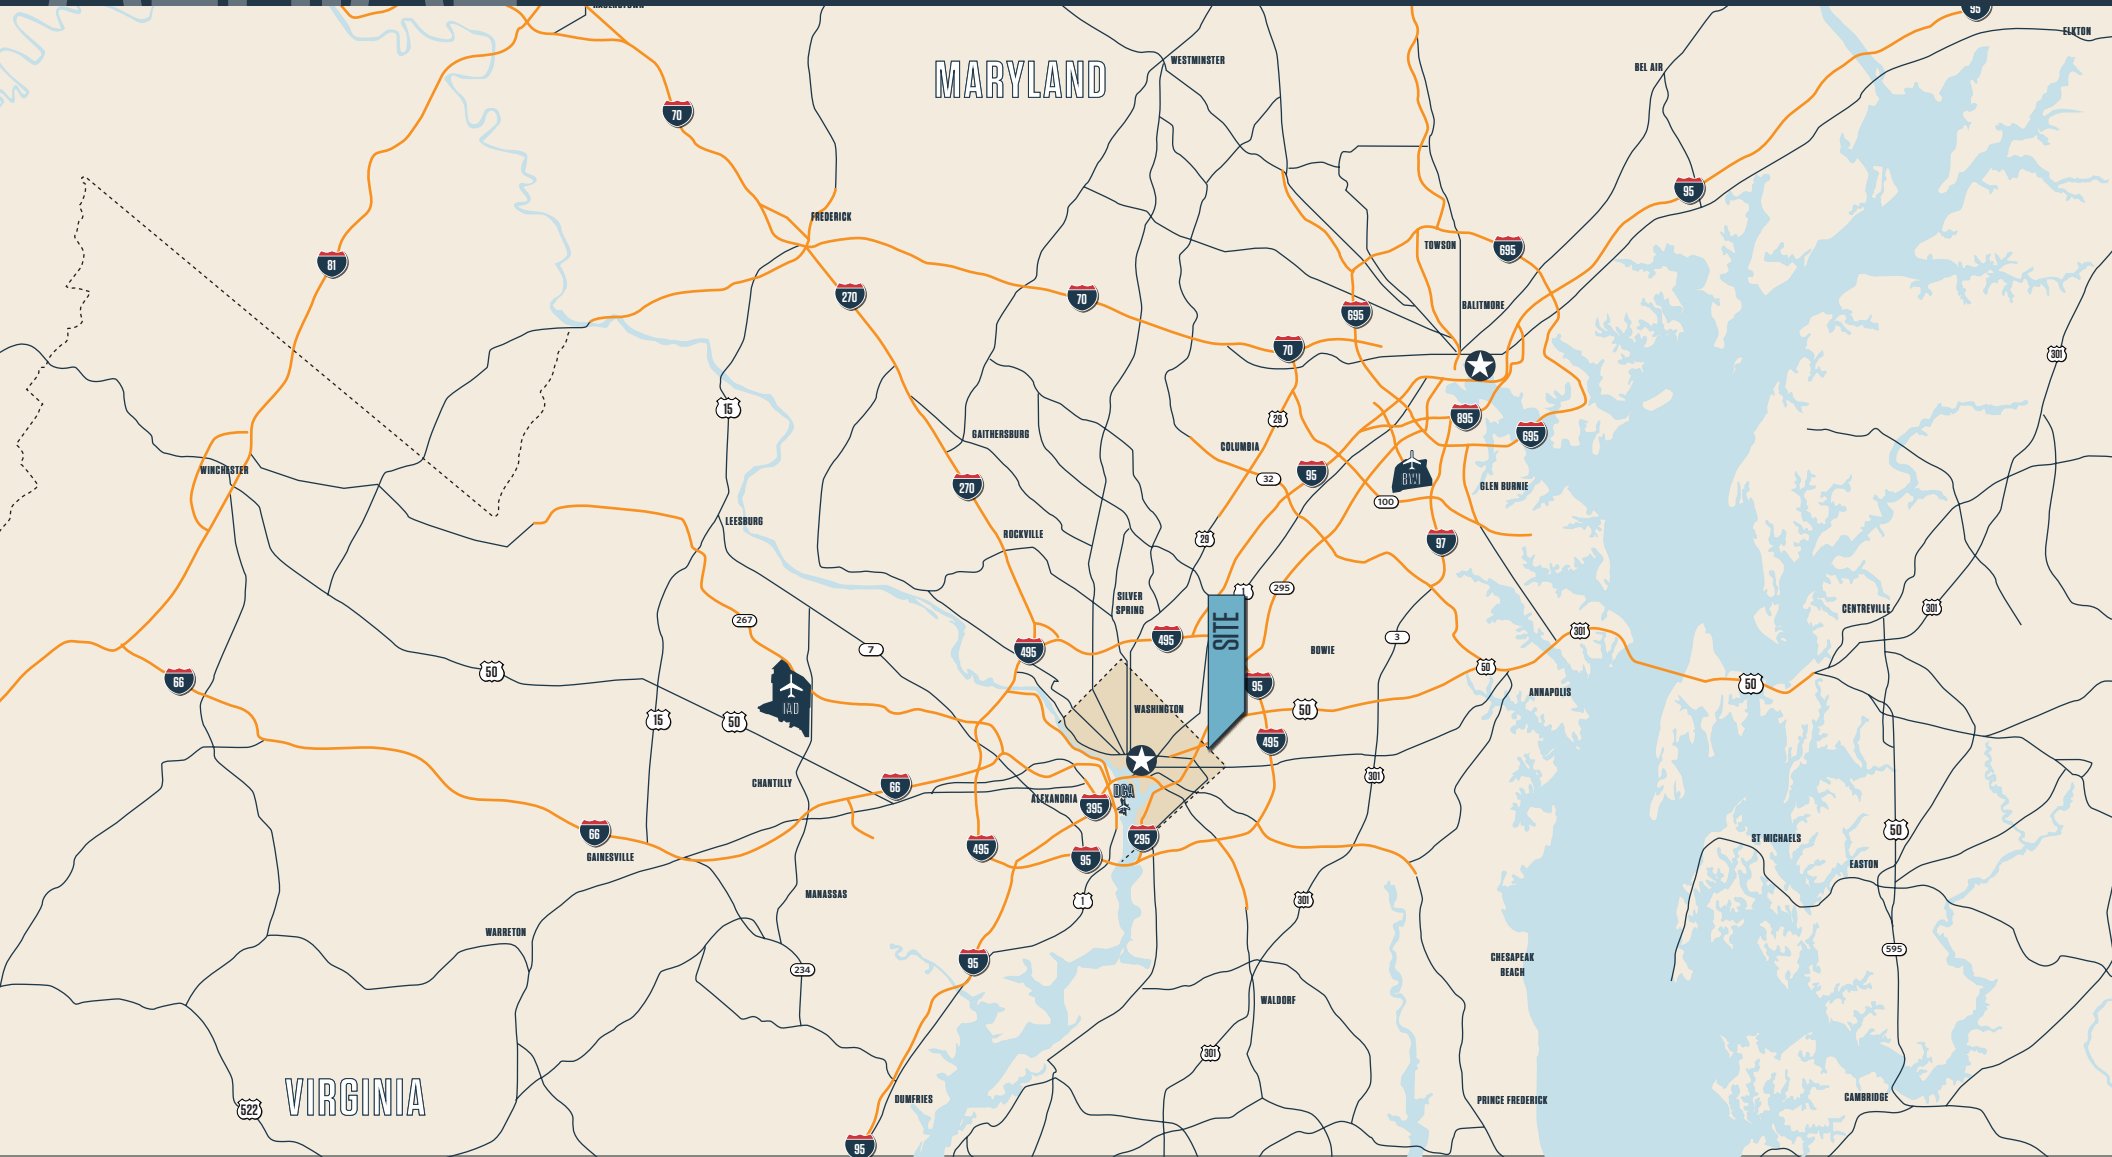 95
ELKTON
WESTMINSTER
BEL AIR
MARYLAND
70
95
FREDERICK
TOWSON
695
81
270
70
BALITMORE
695
70
301
15
29
895
GAITHERSBURG
695
COLUMBIA
WINCHESTER
95
BWI
32
270
GLEN BURNIE
100
LEESBURG
ROCKVILLE
29
97
1
295
SILVER
SPRING
CENTREVILLE
301
267
SITE
301
495
3
7
495
BOWIE
50
50
66
95
50
IAD
ANNAPOLIS
WASHINGTON
50
15
50
495
301
CHANTILLY
66
DCA
ALEXANDRIA
395
66
295
50
ST MICHAELS
495
95
GAINESVILLE
EASTON
MANASSAS
1
301
WARRETON
595
CHESAPEAK
BEACH
95
234
WALDORF
301
VIRGINIA
522
DUMFRIES
PRINCE FREDERICK
CAMBRIDGE
95